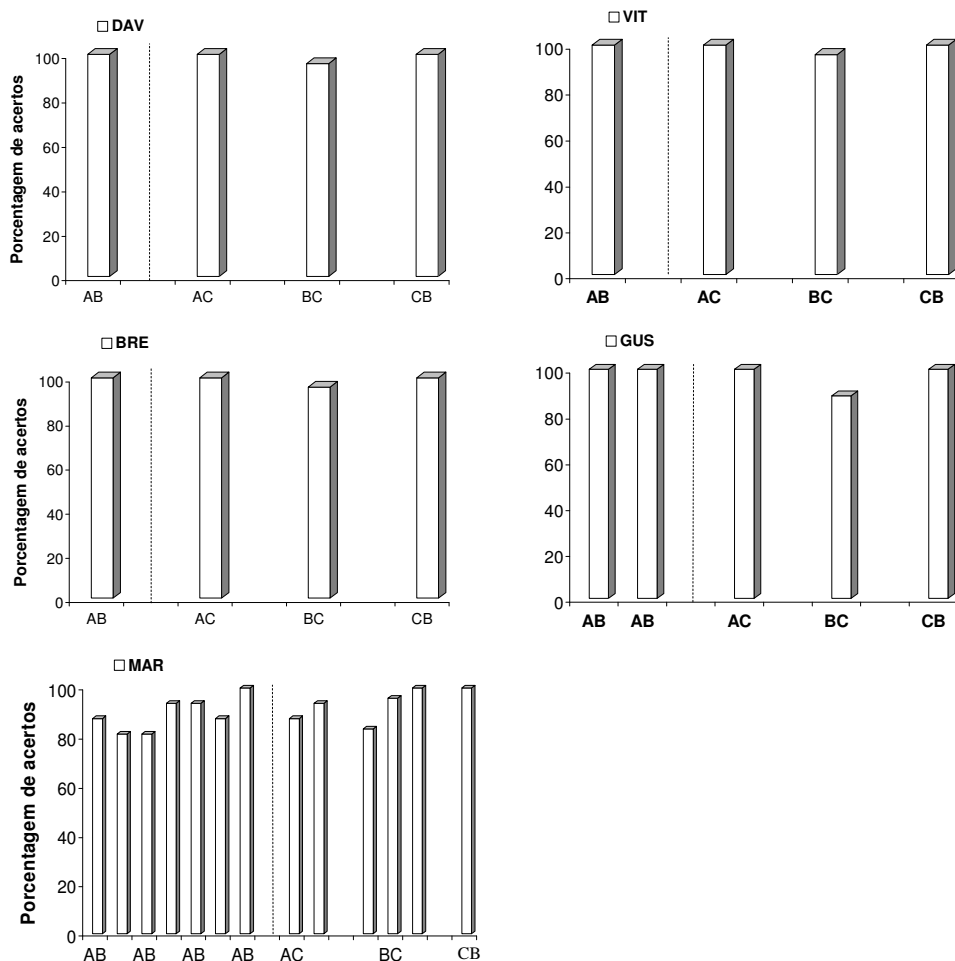 DAV
Porcentagem de acertos
100
80
60
40
20
0
AB AC BC CB
VIT
100
80
60
40
20
0
AB AC BC CB
BRE
Porcentagem de acertos
100
80
60
40
20
0
AB AC BC CB
GUS
100
80
60
40
20
0
AB AB AC BC CB
MAR
Porcentagem de acertos
100
80
60
40
20
0
AB AB AB AB AC BC CB